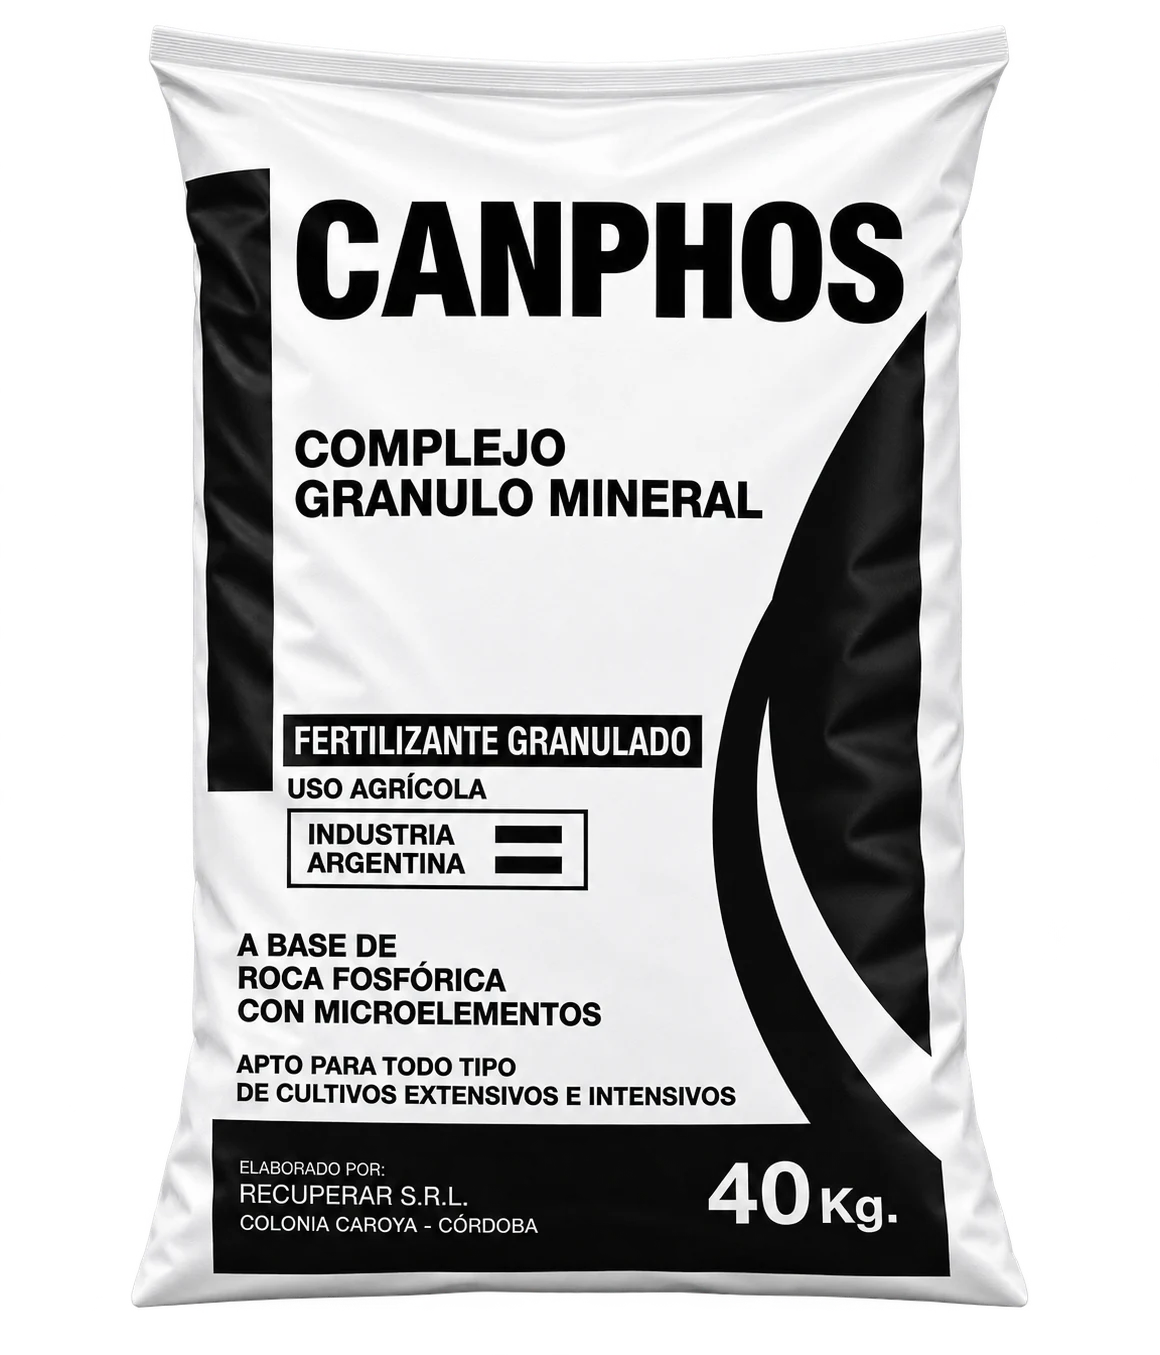 CANPHOS
COMPLEJO
GRANULO MINERAL
FERTILIZANTE GRANULADO
USO AGRÍCOLA
INDUSTRIA
ARGENTINA
A BASE DE
ROCA FOSFÓRICA
CON MICROELEMENTOS
APTO PARA TODO TIPO
DE CULTIVOS EXTENSIVOS E INTENSIVOS
ELABORADO POR:
RECUPERAR S.R.L.
COLONIA CAROYA - CÓRDOBA
40 Kg.